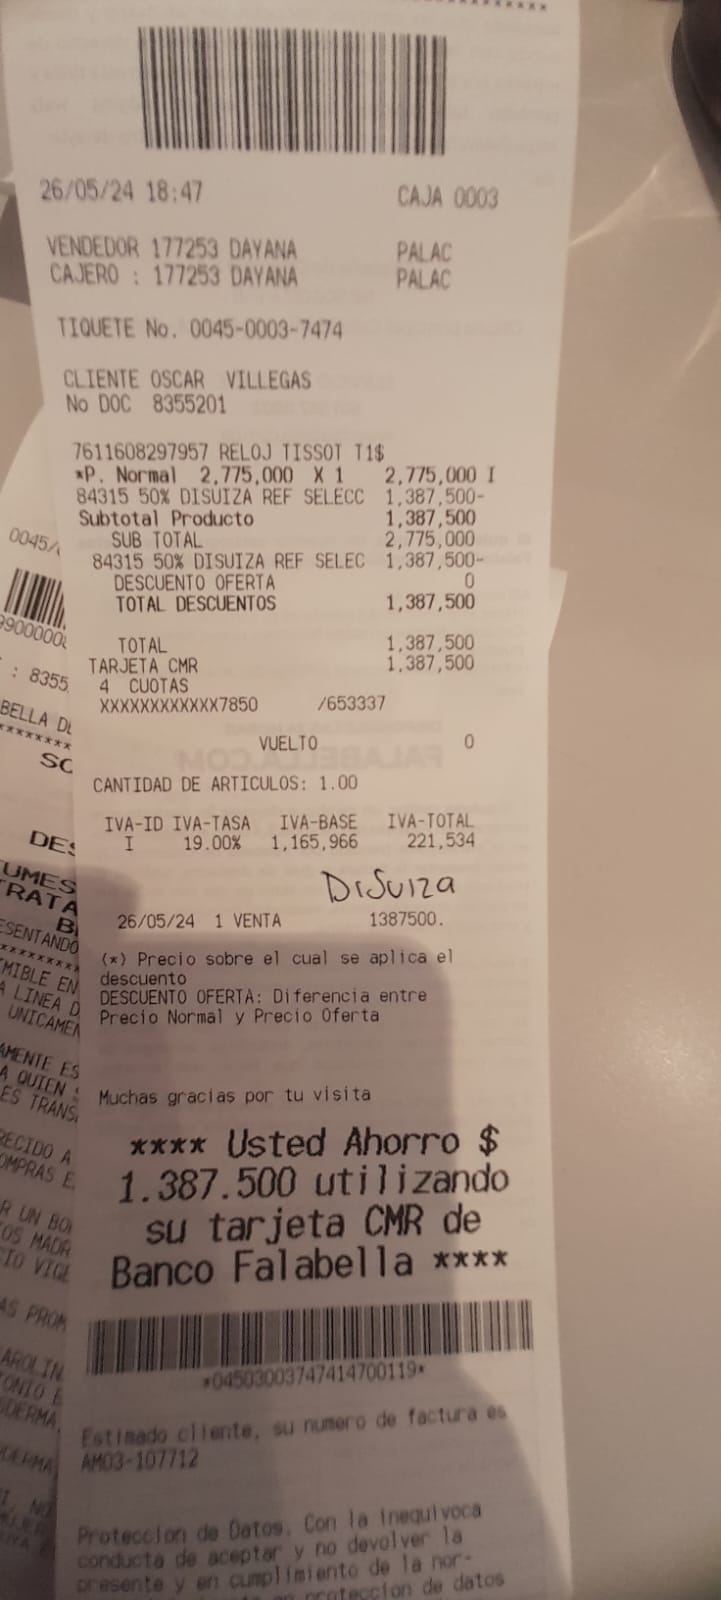 26/05/24 18:47 CAJA 0003
VENDEDOR 177253 DAYANA PALAC
CAJERO : 177253 DAYANA PALAC
TIQUETE No. 0045-0003-7474
CLIENTE OSCAR VILLEGAS
No DOC 8355201
7611608297957 RELOJ TISSOT T1$
*P. Normal 2,775,000 X 1 2,775,000 I
84315 50% DISUIZA REF SELECC 1,387,500-
Subtotal Producto 1,387,500
SUB TOTAL 2,775,000
84315 50% DISUIZA REF SELEC 1,387,500-
DESCUENTO OFERTA 0
TOTAL DESCUENTOS 1,387,500
TOTAL 1,387,500
TARJETA CMR 1,387,500
4 CUOTAS
XXXXXXXXXXXX7850 /653337
VUELTO 0
CANTIDAD DE ARTICULOS: 1.00
IVA-ID IVA-TASA IVA-BASE IVA-TOTAL
I 19.00% 1,165,966 221,534
DiSuiza
26/05/24 1 VENTA 1387500.
(*) Precio sobre el cual se aplica el
descuento
DESCUENTO OFERTA: Diferencia entre
Precio Normal y Precio Oferta
Muchas gracias por tu visita
**** Usted Ahorro $
1.387.500 utilizando
su tarjeta CMR de
Banco Falabella ****
*04503003747414700119*
Estimado cliente, su numero de factura es
AM03-107712
Proteccion de Datos. Con la inequivoca
conducta de aceptar y no devolver la
presente y en cumplimiento de la nor-
proteccion de datos